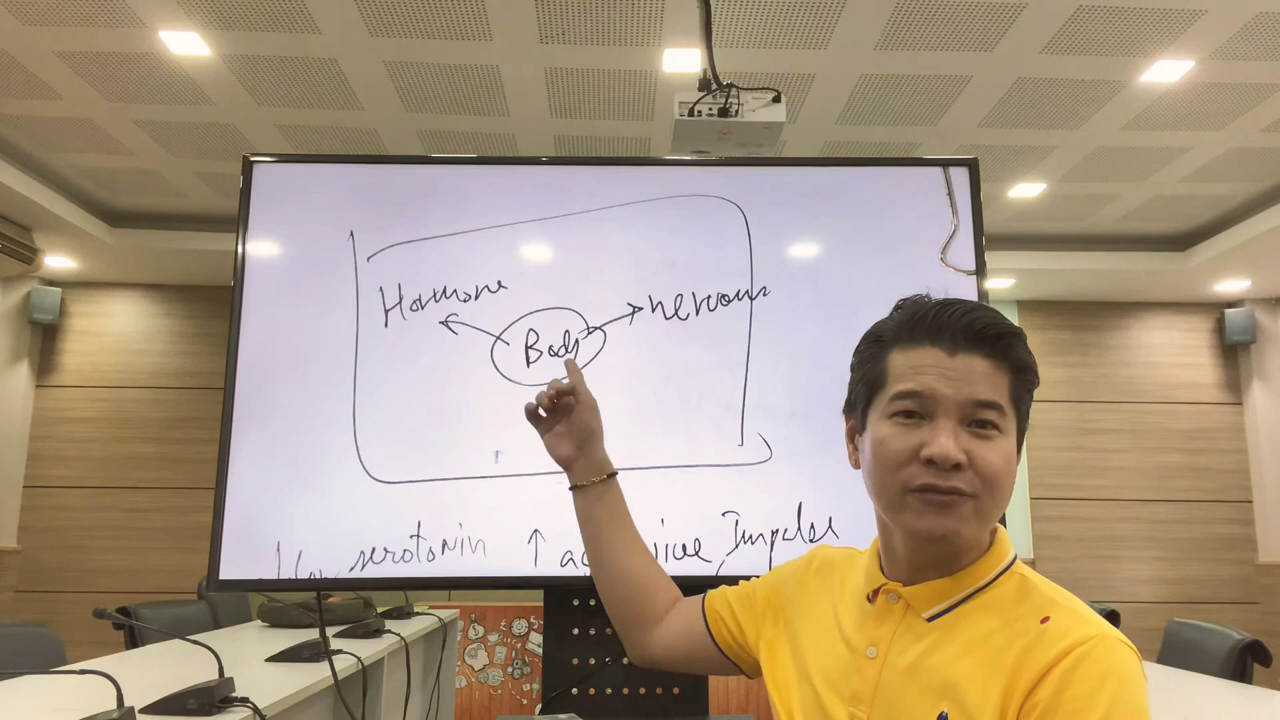 Hormone
Body
nervous
serotonin ↑ Impulse